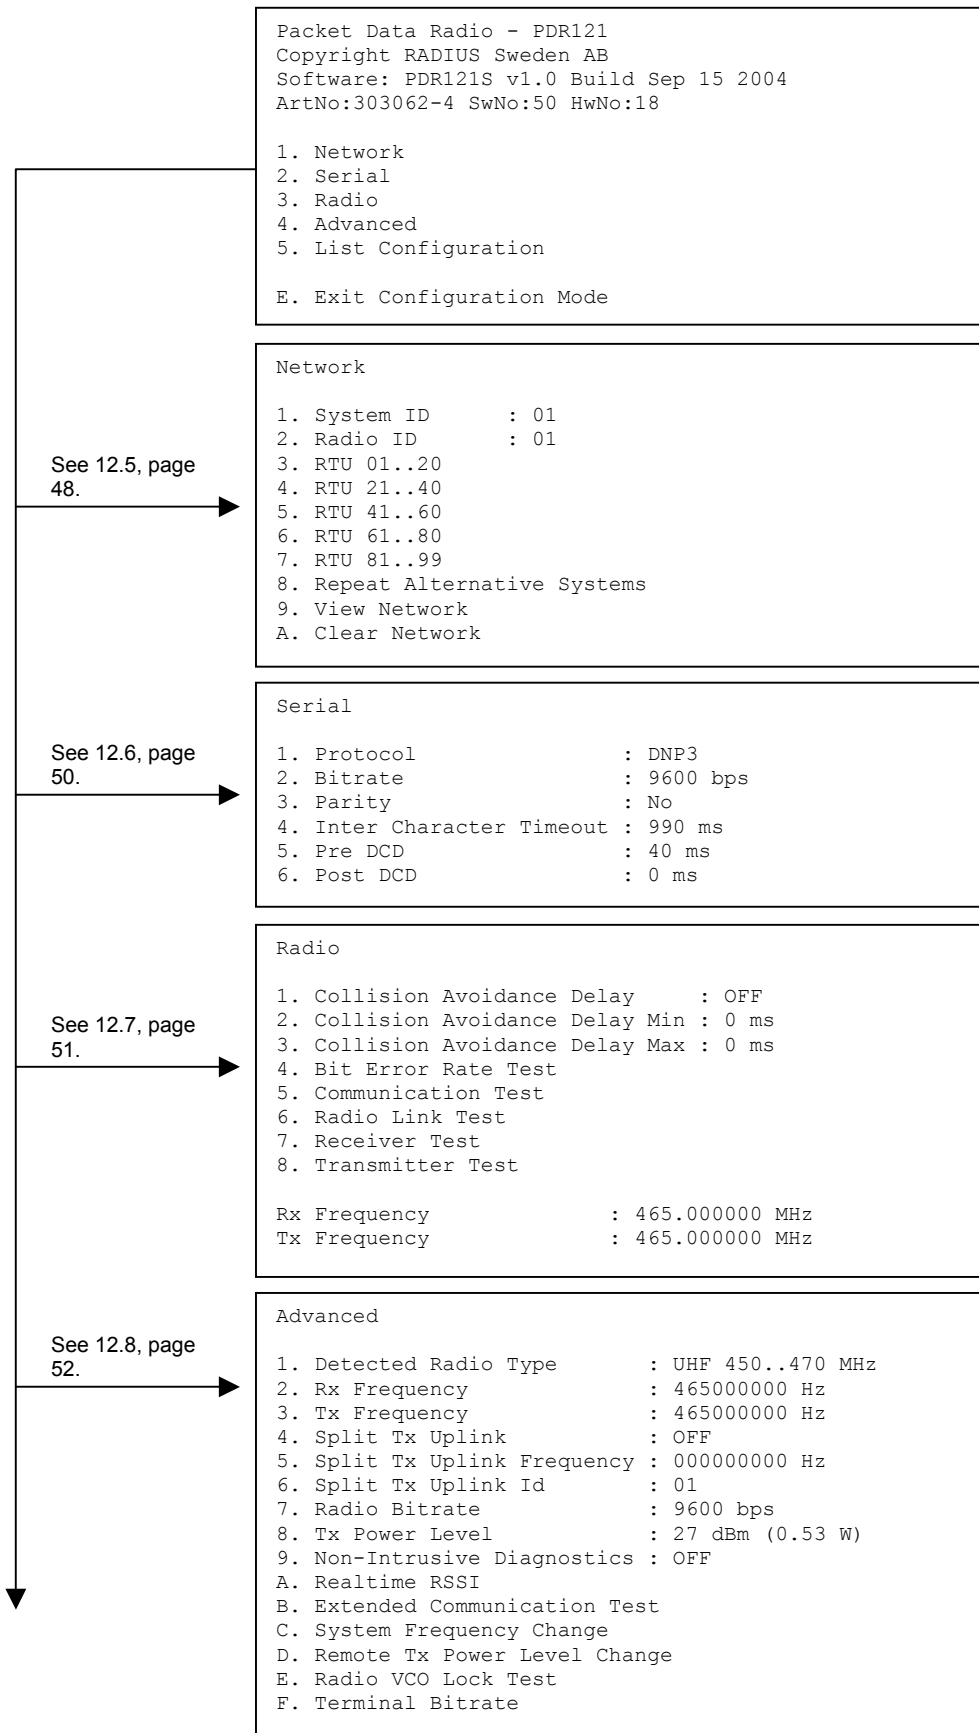 Packet Data Radio - PDR121
Copyright RADIUS Sweden AB
Software: PDR121S v1.0 Build Sep 15 2004
ArtNo:303062-4 SwNo:50 HwNo:18
1. Network
2. Serial
3. Radio
4. Advanced
5. List Configuration
E. Exit Configuration Mode
See 12.5, page
48.
Network
1. System ID : 01
2. Radio ID : 01
3. RTU 01..20
4. RTU 21..40
5. RTU 41..60
6. RTU 61..80
7. RTU 81..99
8. Repeat Alternative Systems
9. View Network
A. Clear Network
See 12.6, page
50.
Serial
1. Protocol : DNP3
2. Bitrate : 9600 bps
3. Parity : No
4. Inter Character Timeout : 990 ms
5. Pre DCD : 40 ms
6. Post DCD : 0 ms
See 12.7, page
51.
Radio
1. Collision Avoidance Delay : OFF
2. Collision Avoidance Delay Min : 0 ms
3. Collision Avoidance Delay Max : 0 ms
4. Bit Error Rate Test
5. Communication Test
6. Radio Link Test
7. Receiver Test
8. Transmitter Test
Rx Frequency : 465.000000 MHz
Tx Frequency : 465.000000 MHz
See 12.8, page
52.
Advanced
1. Detected Radio Type : UHF 450..470 MHz
2. Rx Frequency : 465000000 Hz
3. Tx Frequency : 465000000 Hz
4. Split Tx Uplink : OFF
5. Split Tx Uplink Frequency : 000000000 Hz
6. Split Tx Uplink Id : 01
7. Radio Bitrate : 9600 bps
8. Tx Power Level : 27 dBm (0.53 W)
9. Non-Intrusive Diagnostics : OFF
A. Realtime RSSI
B. Extended Communication Test
C. System Frequency Change
D. Remote Tx Power Level Change
E. Radio VCO Lock Test
F. Terminal Bitrate